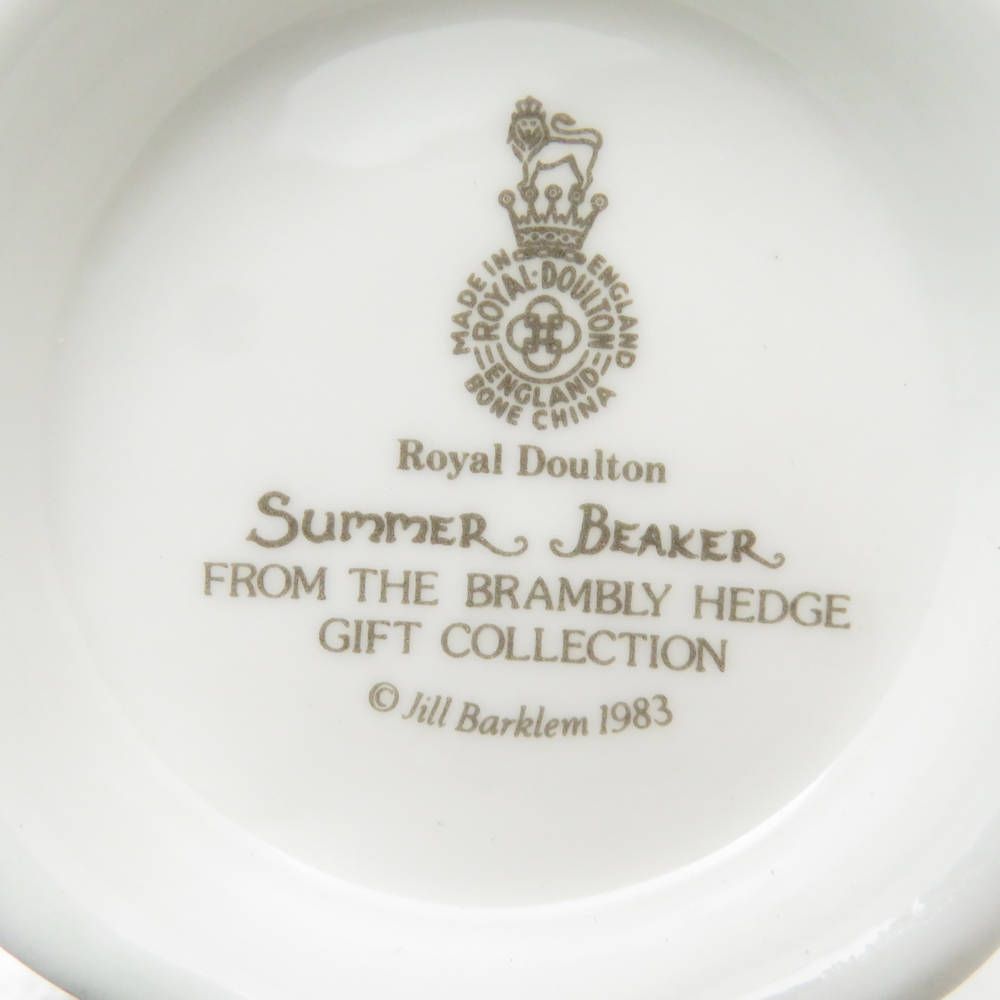 MADE IN ENGLAND
ROYAL·DOULTON
ENGLAND
BONE CHINA
Royal Doulton
SUMMER BEAKER
FROM THE BRAMBLY HEDGE
GIFT COLLECTION
© Jill Barklem 1983